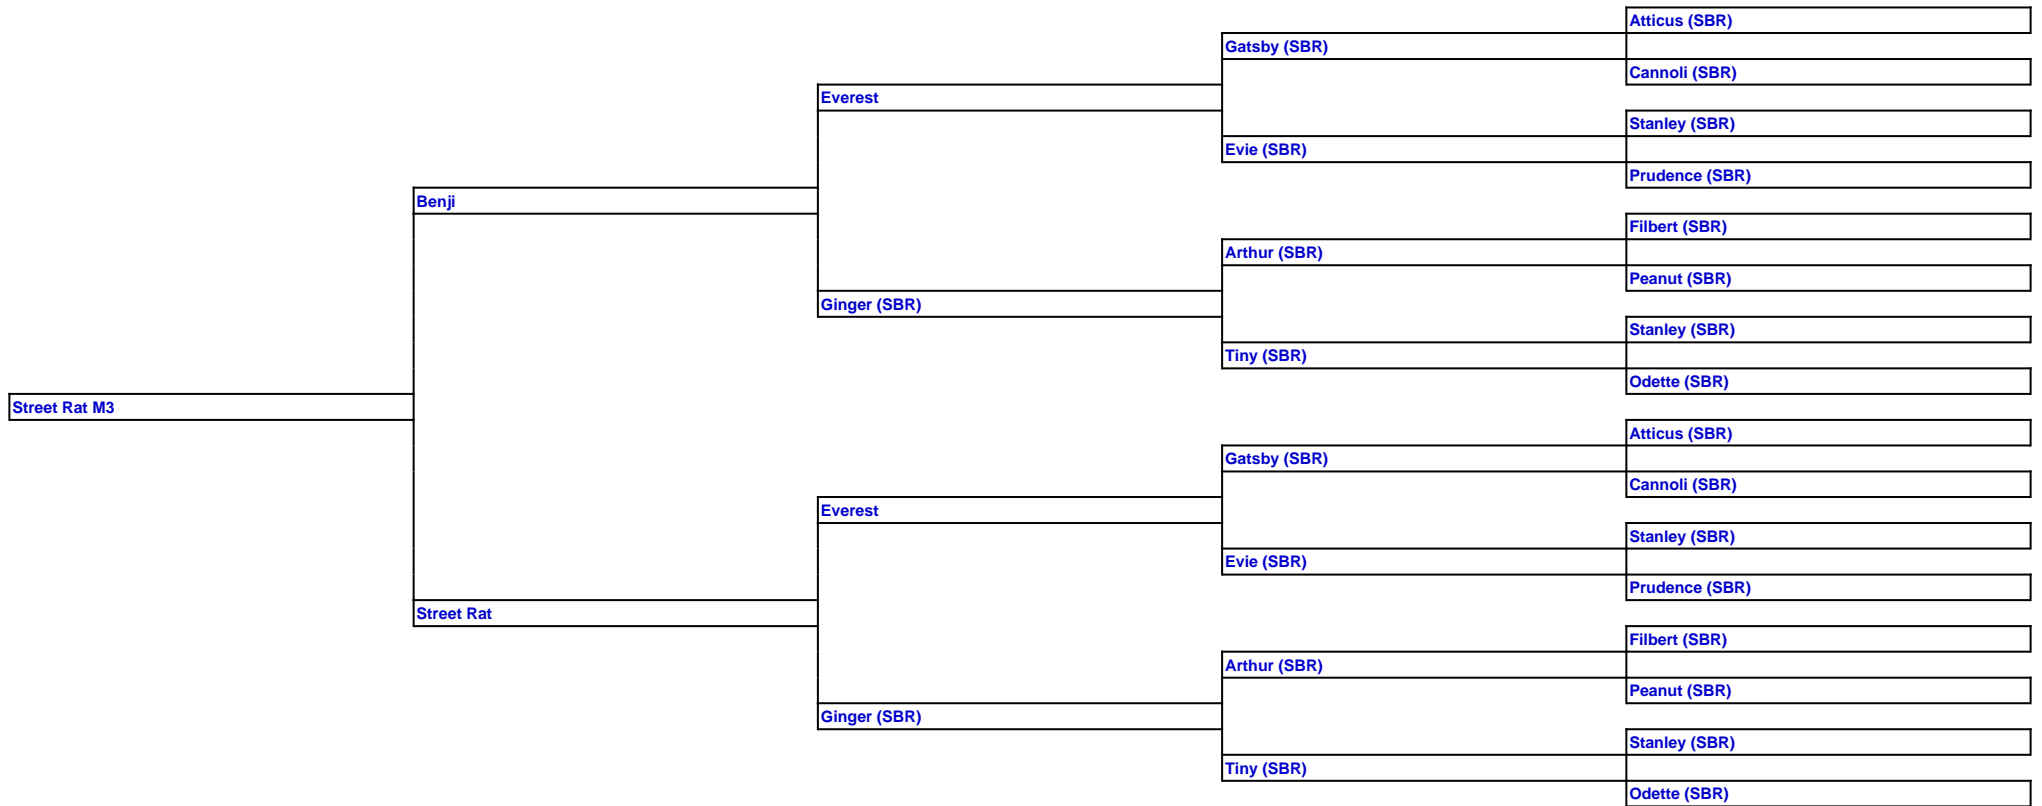 Atticus (SBR)
Gatsby (SBR)
Cannoli (SBR)
Everest
Stanley (SBR)
Evie (SBR)
Prudence (SBR)
Benji
Filbert (SBR)
Arthur (SBR)
Peanut (SBR)
Ginger (SBR)
Stanley (SBR)
Tiny (SBR)
Odette (SBR)
Street Rat M3
Atticus (SBR)
Gatsby (SBR)
Cannoli (SBR)
Everest
Stanley (SBR)
Evie (SBR)
Prudence (SBR)
Street Rat
Filbert (SBR)
Arthur (SBR)
Peanut (SBR)
Ginger (SBR)
Stanley (SBR)
Tiny (SBR)
Odette (SBR)